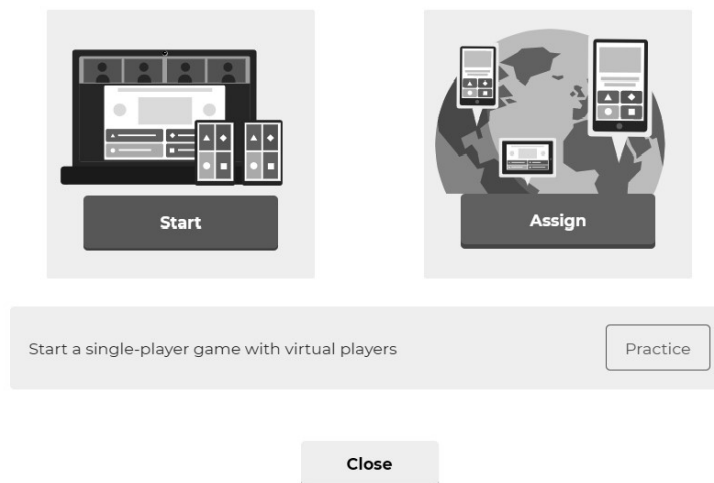 Start
Assign
Start a single-player game with virtual players
Practice
Close